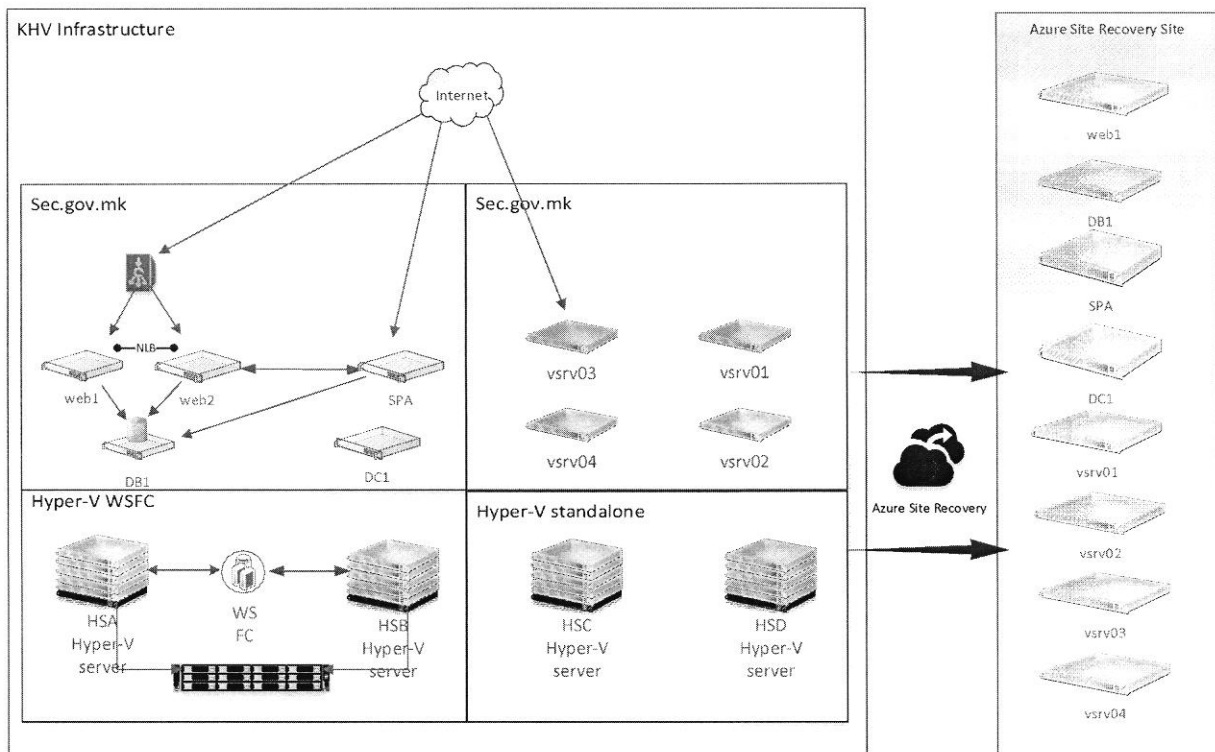 KHV Infrastructure
Internet
Sec.gov.mk
NLB
web1
web2
SPA
DB1
DC1
Sec.gov.mk
vsrv03
vsrv01
vsrv04
vsrv02
Hyper-V WSFC
HSA
Hyper-V
server
WS
FC
HSB
Hyper-V
server
Hyper-V standalone
HSC
Hyper-V
server
HSD
Hyper-V
server
Azure Site Recovery
Azure Site Recovery Site
web1
DB1
SPA
DC1
vsrv01
vsrv02
vsrv03
vsrv04